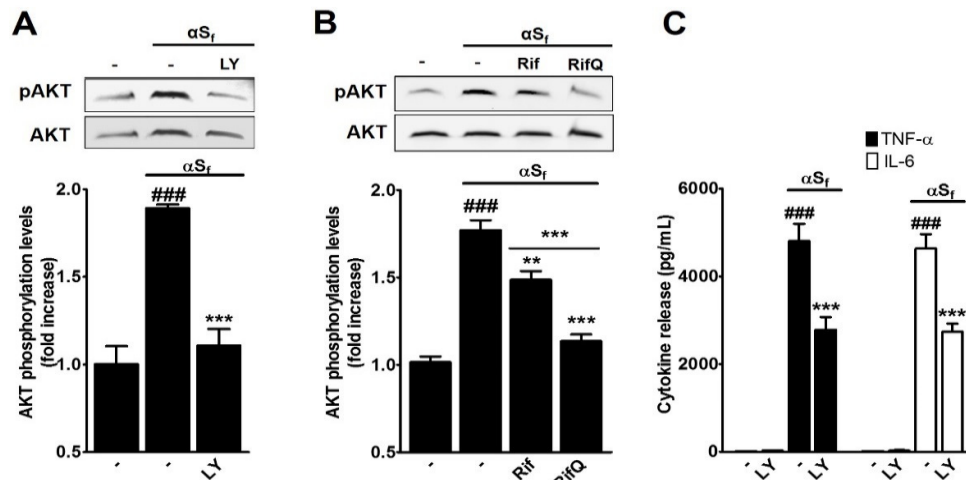 A
αSf
- - LY
pAKT
AKT
αSf
###
***
AKT phosphorylation levels
(fold increase)
2.0
1.5
1.0
0.5
- - LY
B
αSf
- - Rif RifQ
pAKT
AKT
αSf
###
***
**
***
AKT phosphorylation levels
(fold increase)
2.0
1.5
1.0
0.5
- - Rif RifQ
C
TNF-α
IL-6
αSf
αSf
###
###
***
***
Cytokine release (pg/mL)
6000
4000
2000
0
- LY - LY - LY - LY